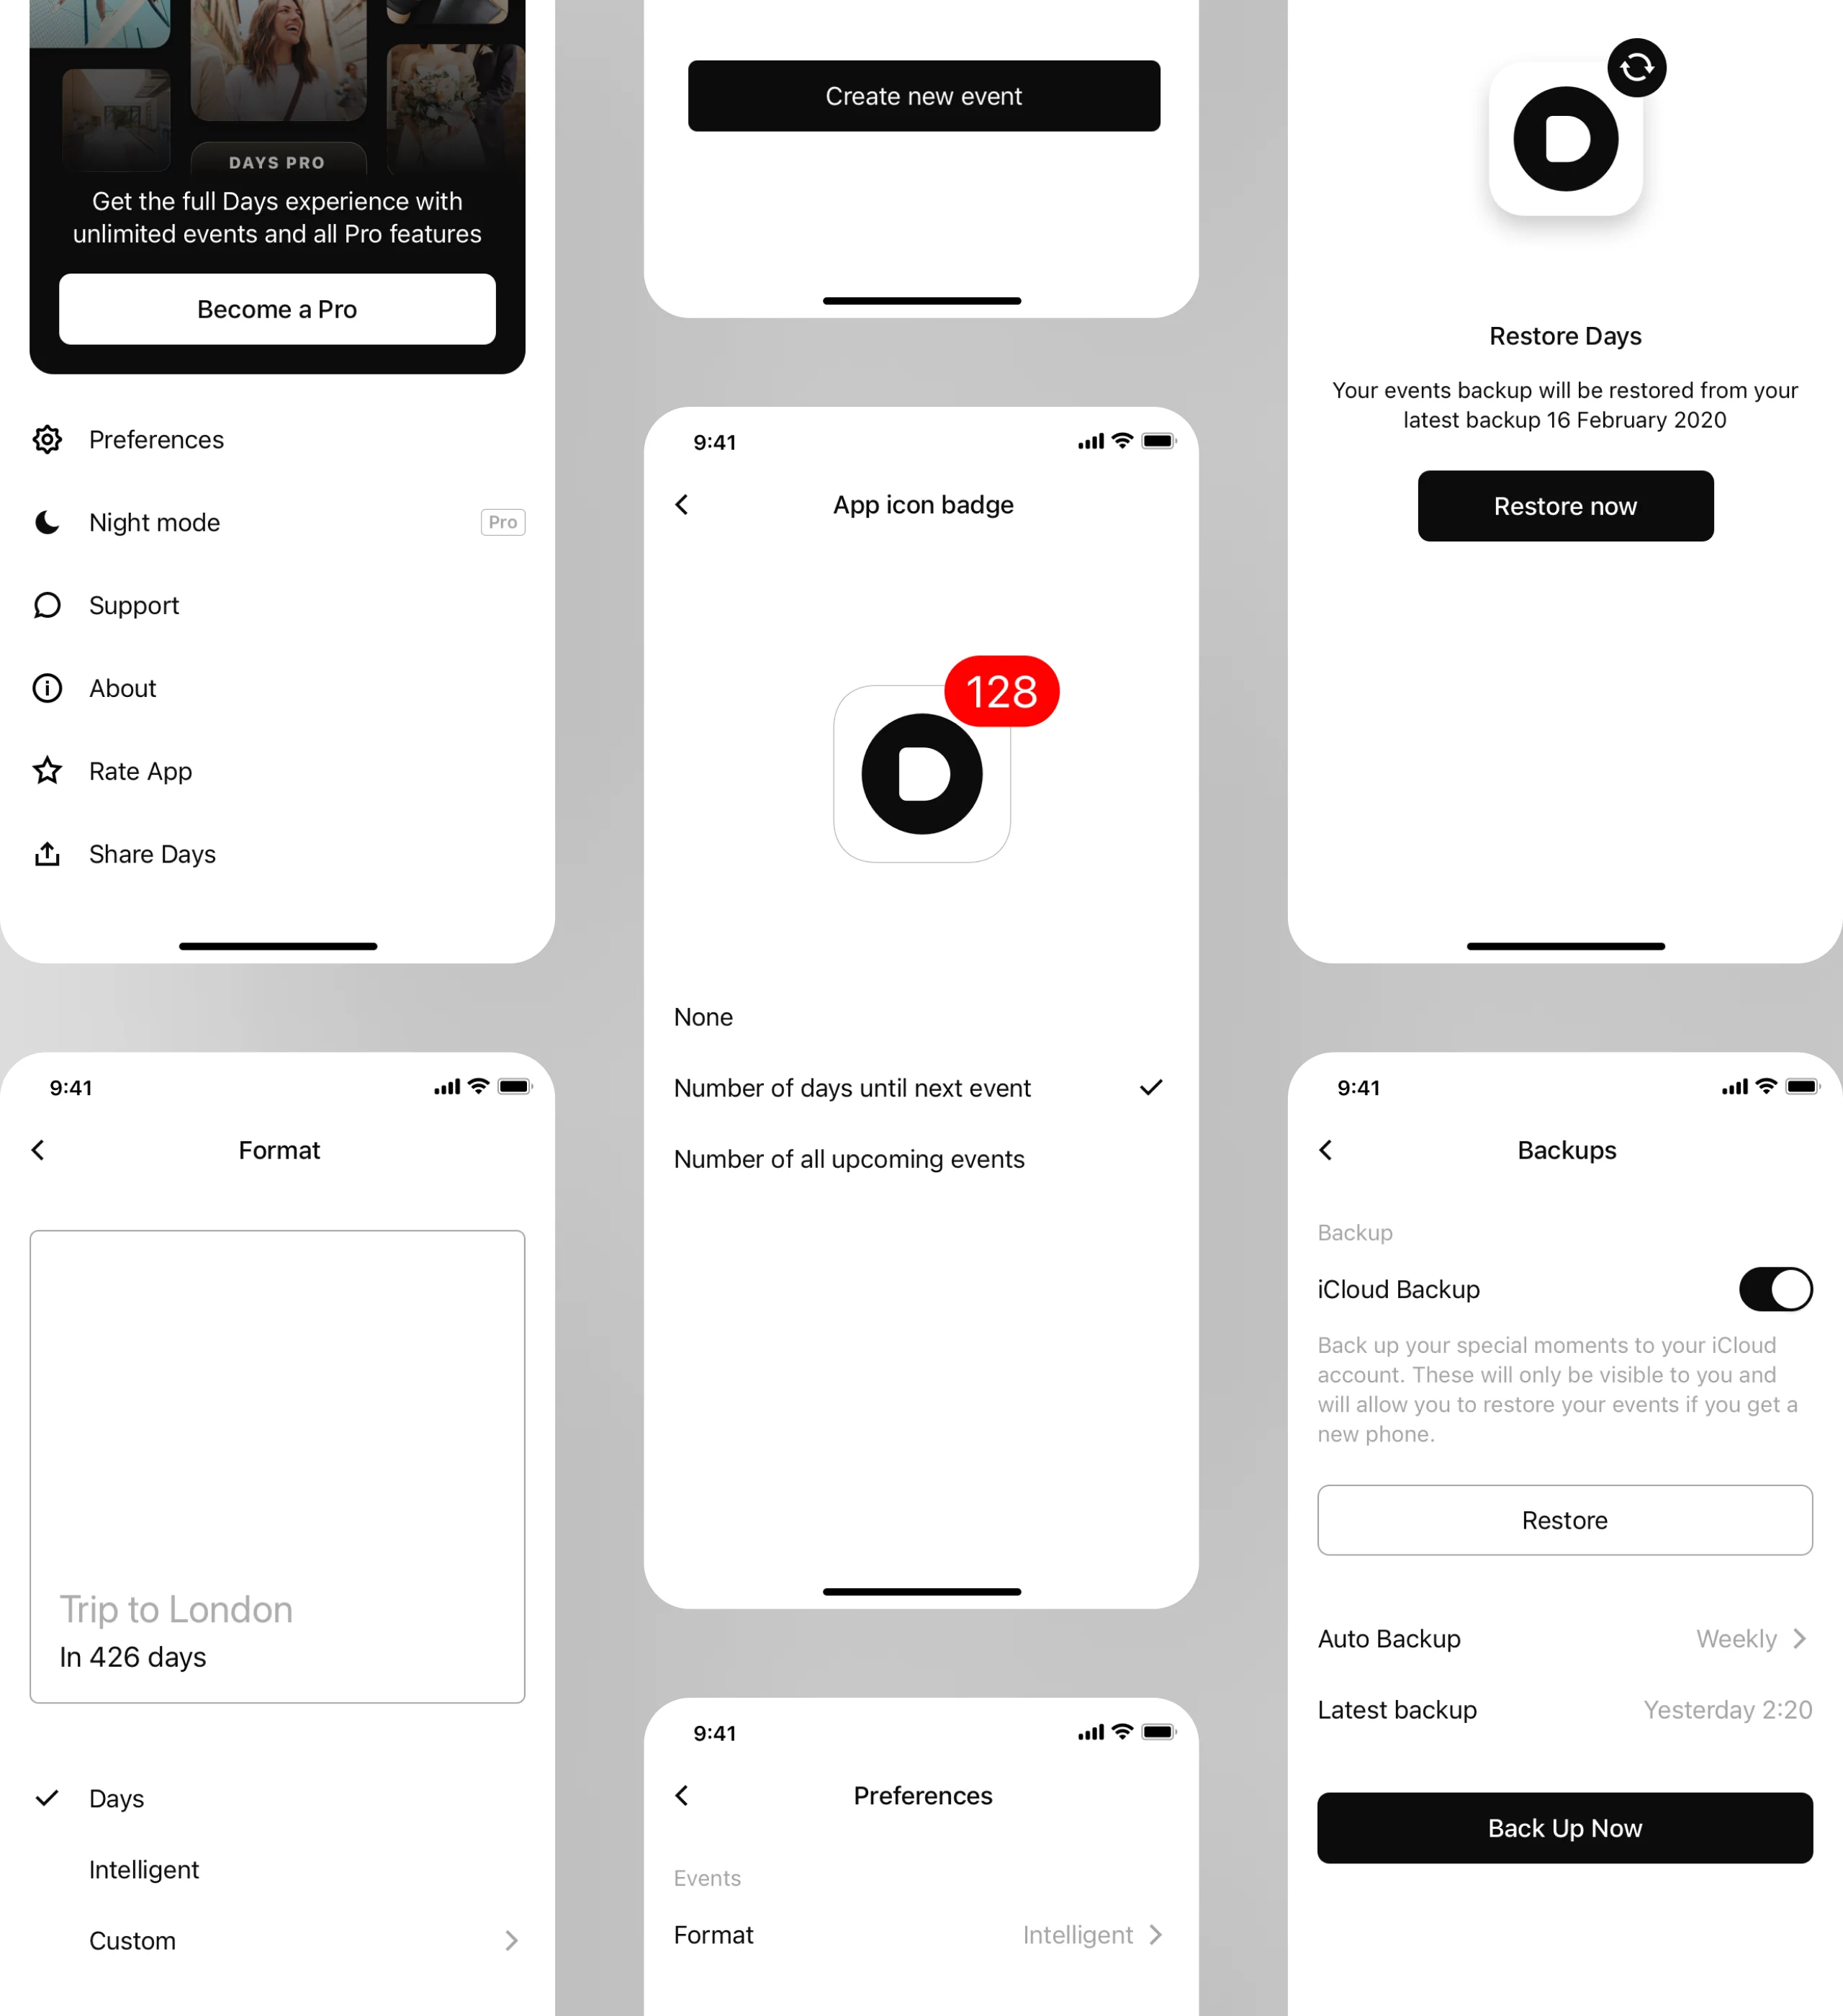 DAYS PRO
Get the full Days experience with
unlimited events and all Pro features
Become a Pro
Preferences
Night mode
Pro
Support
About
Rate App
Share Days
9:41
Format
Trip to London
In 426 days
Days
Intelligent
Custom
Create new event
9:41
App icon badge
128
None
Number of days until next event
Number of all upcoming events
9:41
Preferences
Events
Format
Intelligent
Restore Days
Your events backup will be restored from your
latest backup 16 February 2020
Restore now
9:41
Backups
Backup
iCloud Backup
Back up your special moments to your iCloud
account. These will only be visible to you and
will allow you to restore your events if you get a
new phone.
Restore
Auto Backup
Weekly
Latest backup
Yesterday 2:20
Back Up Now